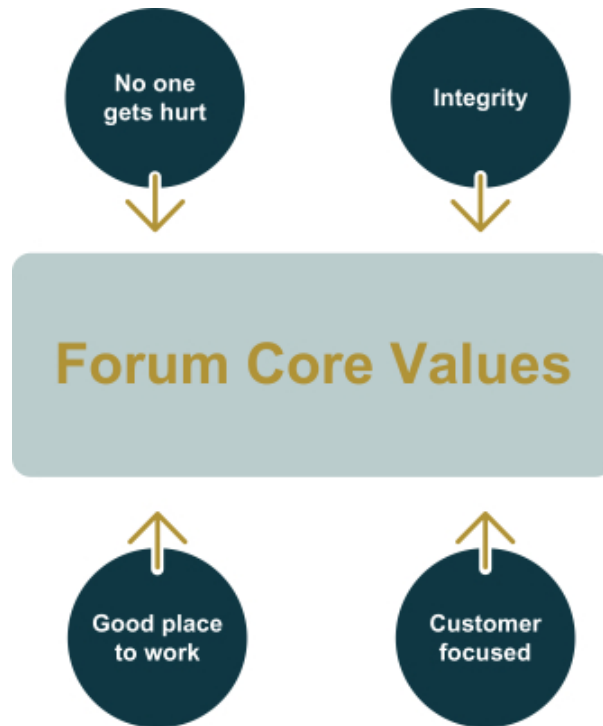 No one
gets hurt
Integrity
Forum Core Values
Good place
to work
Customer
focused